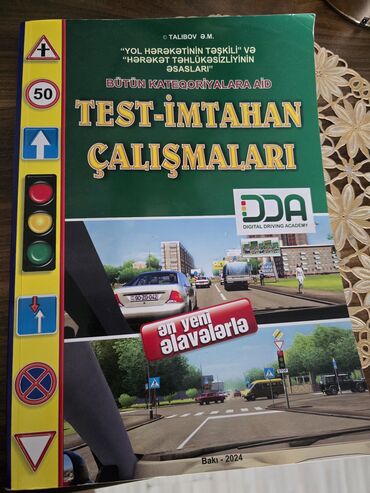 © TALIBOV Ə.M.
"YOL HƏRƏKƏTİNİN TƏŞKİLİ" VƏ
"HƏRƏKƏT TƏHLÜKƏSİZLİYİNİN
ƏSASLARI"
BÜTÜN KATEQORİYALARA AİD
TEST-İMTAHAN
ÇALIŞMALARI
50
DDA
DIGITAL DRIVING ACADEMY
ən yeni
əlavələrlə
STOP
Bakı - 2024